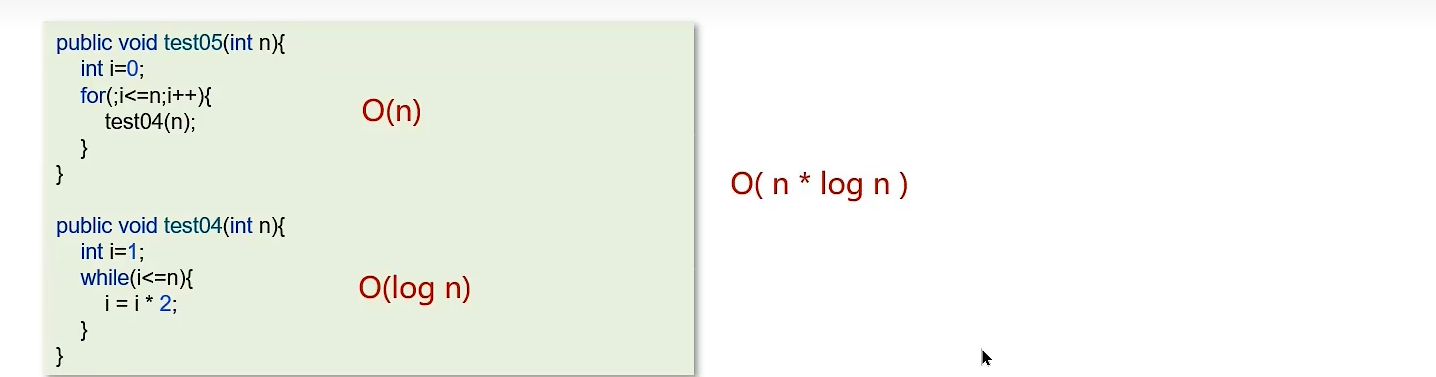 public void test05(int n){
int i=0;
for(;i<=n;i++){
test04(n);
}
}
O(n)
public void test04(int n){
int i=1;
while(i<=n){
i = i * 2;
}
}
O(log n)
O( n * log n )